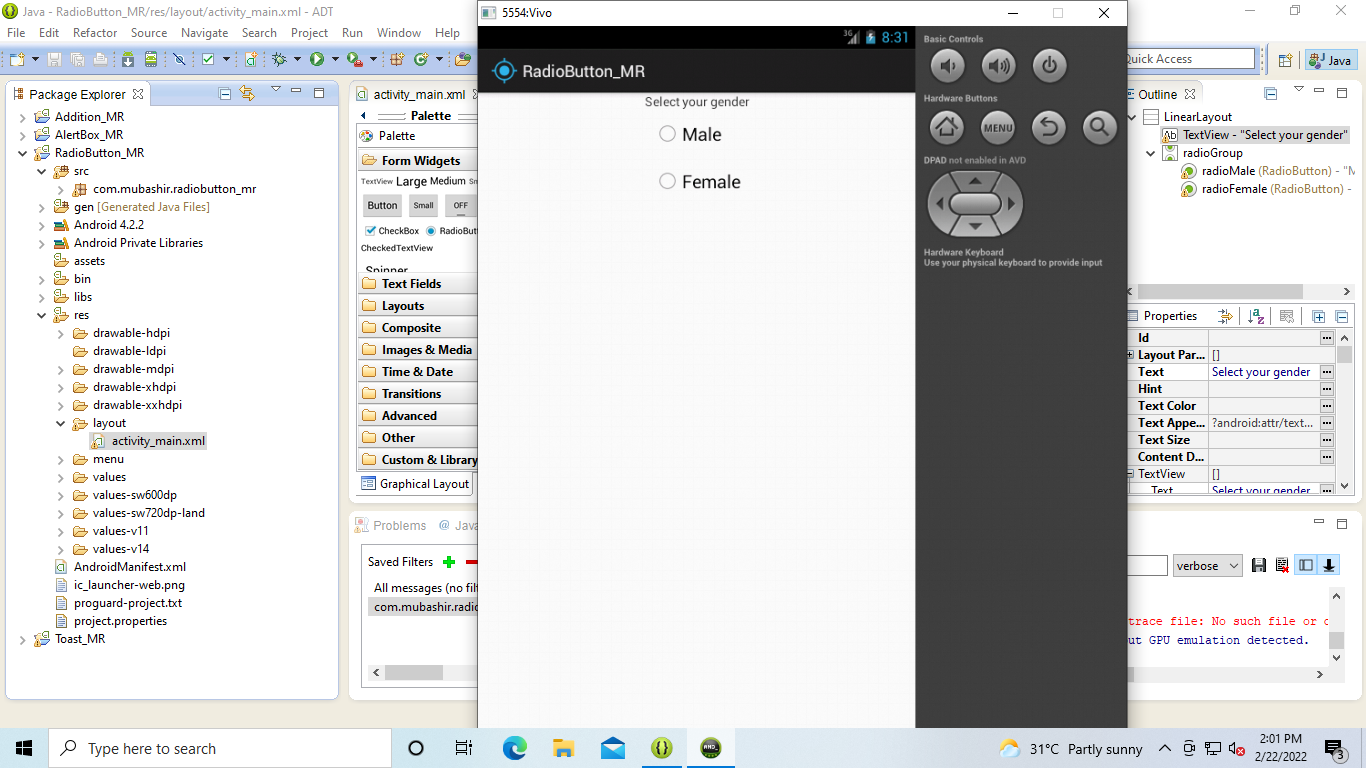 Java - RadioButton_MR/res/layout/activity_main.xml - ADT
File Edit Refactor Source Navigate Search Project Run Window Help
Quick Access
Java
Package Explorer
Addition_MR
AlertBox_MR
RadioButton_MR
src
com.mubashir.radiobutton_mr
gen [Generated Java Files]
Android 4.2.2
Android Private Libraries
assets
bin
libs
res
drawable-hdpi
drawable-ldpi
drawable-mdpi
drawable-xhdpi
drawable-xxhdpi
layout
activity_main.xml
menu
values
values-sw600dp
values-sw720dp-land
values-v11
values-v14
AndroidManifest.xml
ic_launcher-web.png
proguard-project.txt
project.properties
Toast_MR
activity_main.xml
Palette
Palette
Form Widgets
TextView Large Medium Sm
Button Small OFF
CheckBox RadioButt
CheckedTextView
Spinner
Text Fields
Layouts
Composite
Images & Media
Time & Date
Transitions
Advanced
Other
Custom & Library
Graphical Layout
Problems @ Java
Saved Filters
All messages (no filt
com.mubashir.radio
5554:Vivo
3G 8:31
RadioButton_MR
Select your gender
Male
Female
Basic Controls
Hardware Buttons
MENU
DPAD not enabled in AVD
Hardware Keyboard
Use your physical keyboard to provide input
Outline
LinearLayout
Ab TextView - "Select your gender"
radioGroup
radioMale (RadioButton) - "M
radioFemale (RadioButton) -
Properties
Id
Layout Par... []
Text Select your gender
Hint
Text Color
Text Appe... ?android:attr/text...
Text Size
Content D...
TextView []
Text Select your gender
verbose
trace file: No such file or d
ut GPU emulation detected.
Type here to search
31°C Partly sunny
2:01 PM
2/22/2022
3